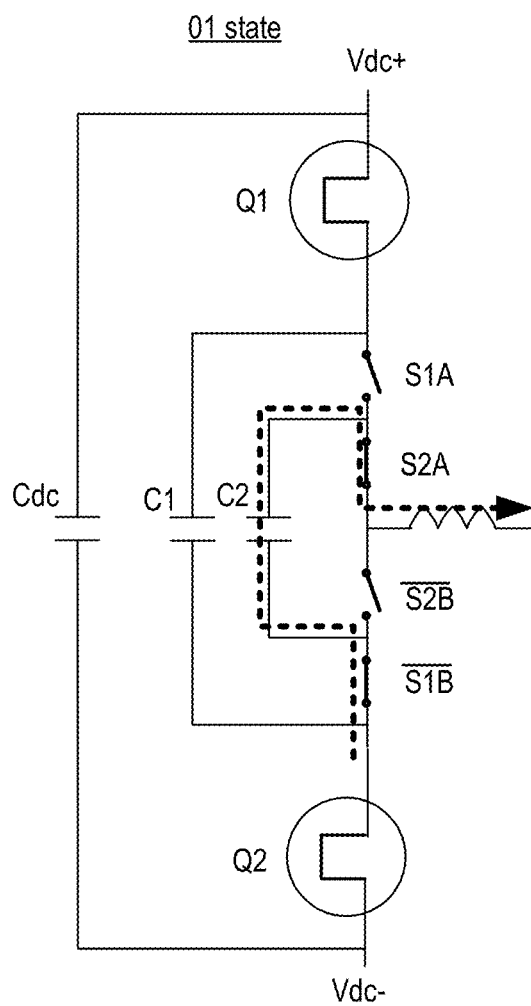 01 state
Vdc+
Q1
S1A
S2A
Cdc
C1
C2
S2B
S1B
Q2
Vdc-